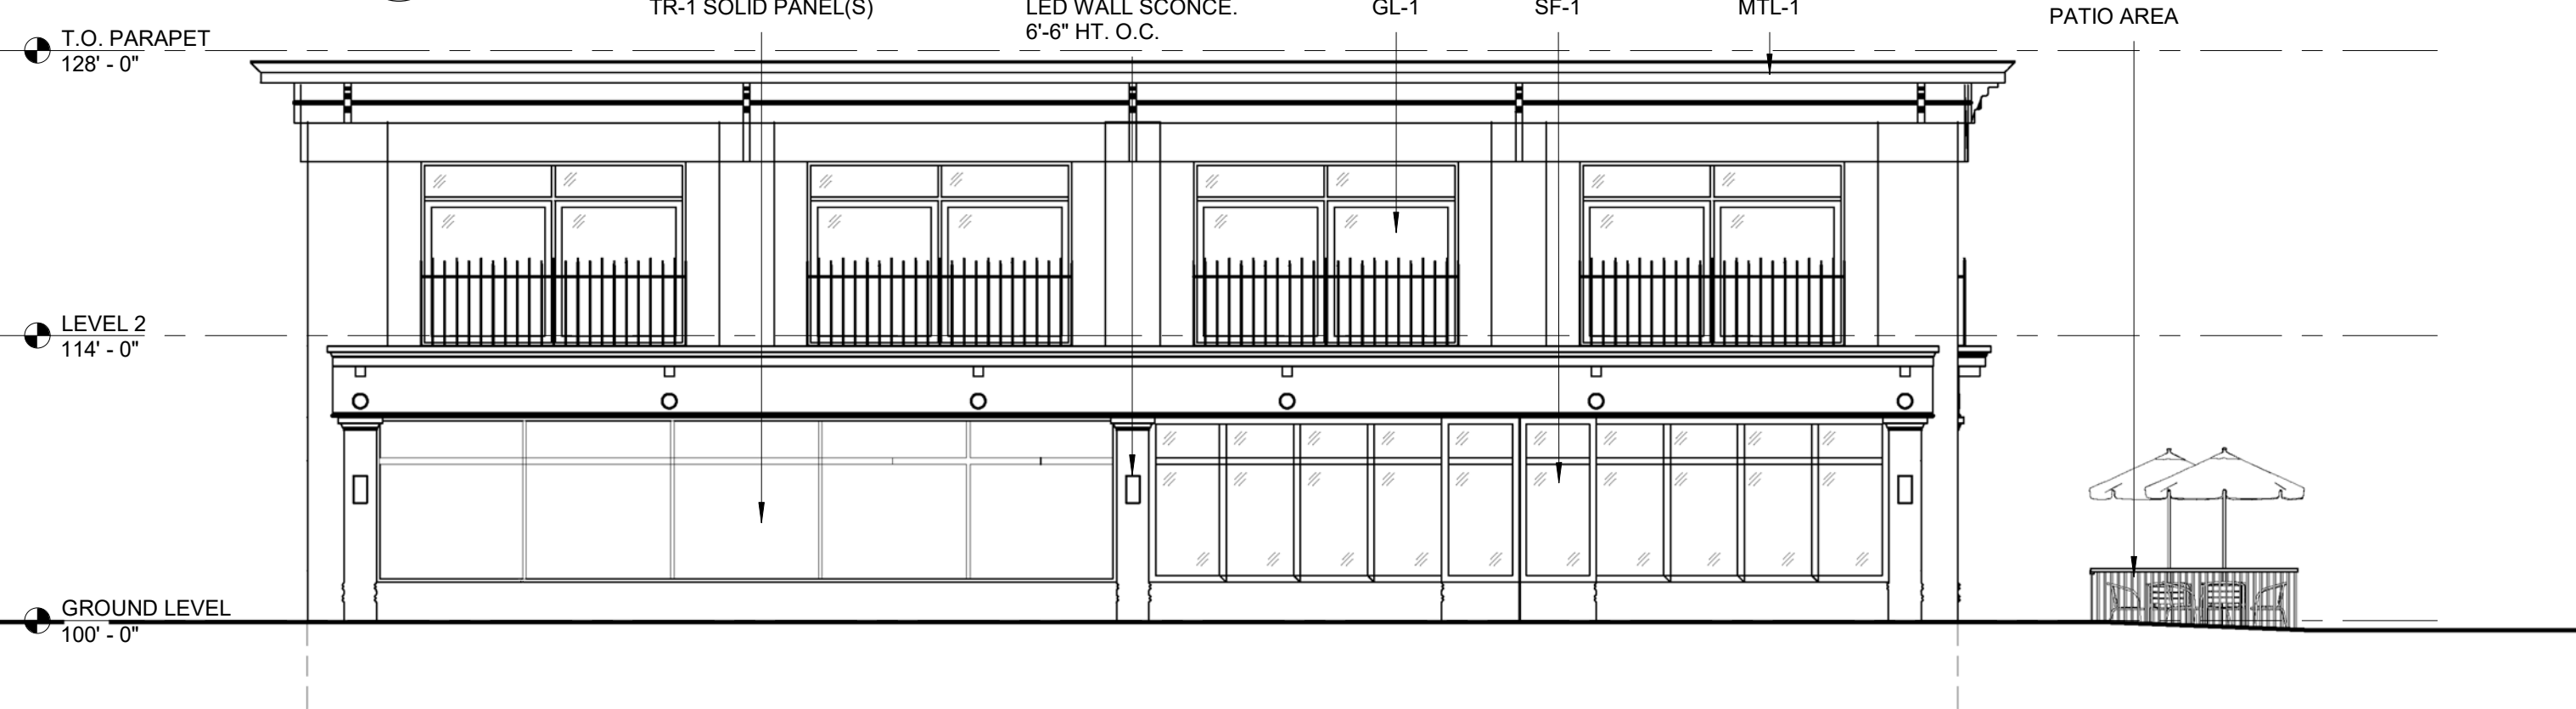 TR-1 SOLID PANEL(S)
LED WALL SCONCE.
6'-6" HT. O.C.
GL-1
SF-1
MTL-1
PATIO AREA
T.O. PARAPET
128' - 0"
LEVEL 2
114' - 0"
GROUND LEVEL
100' - 0"